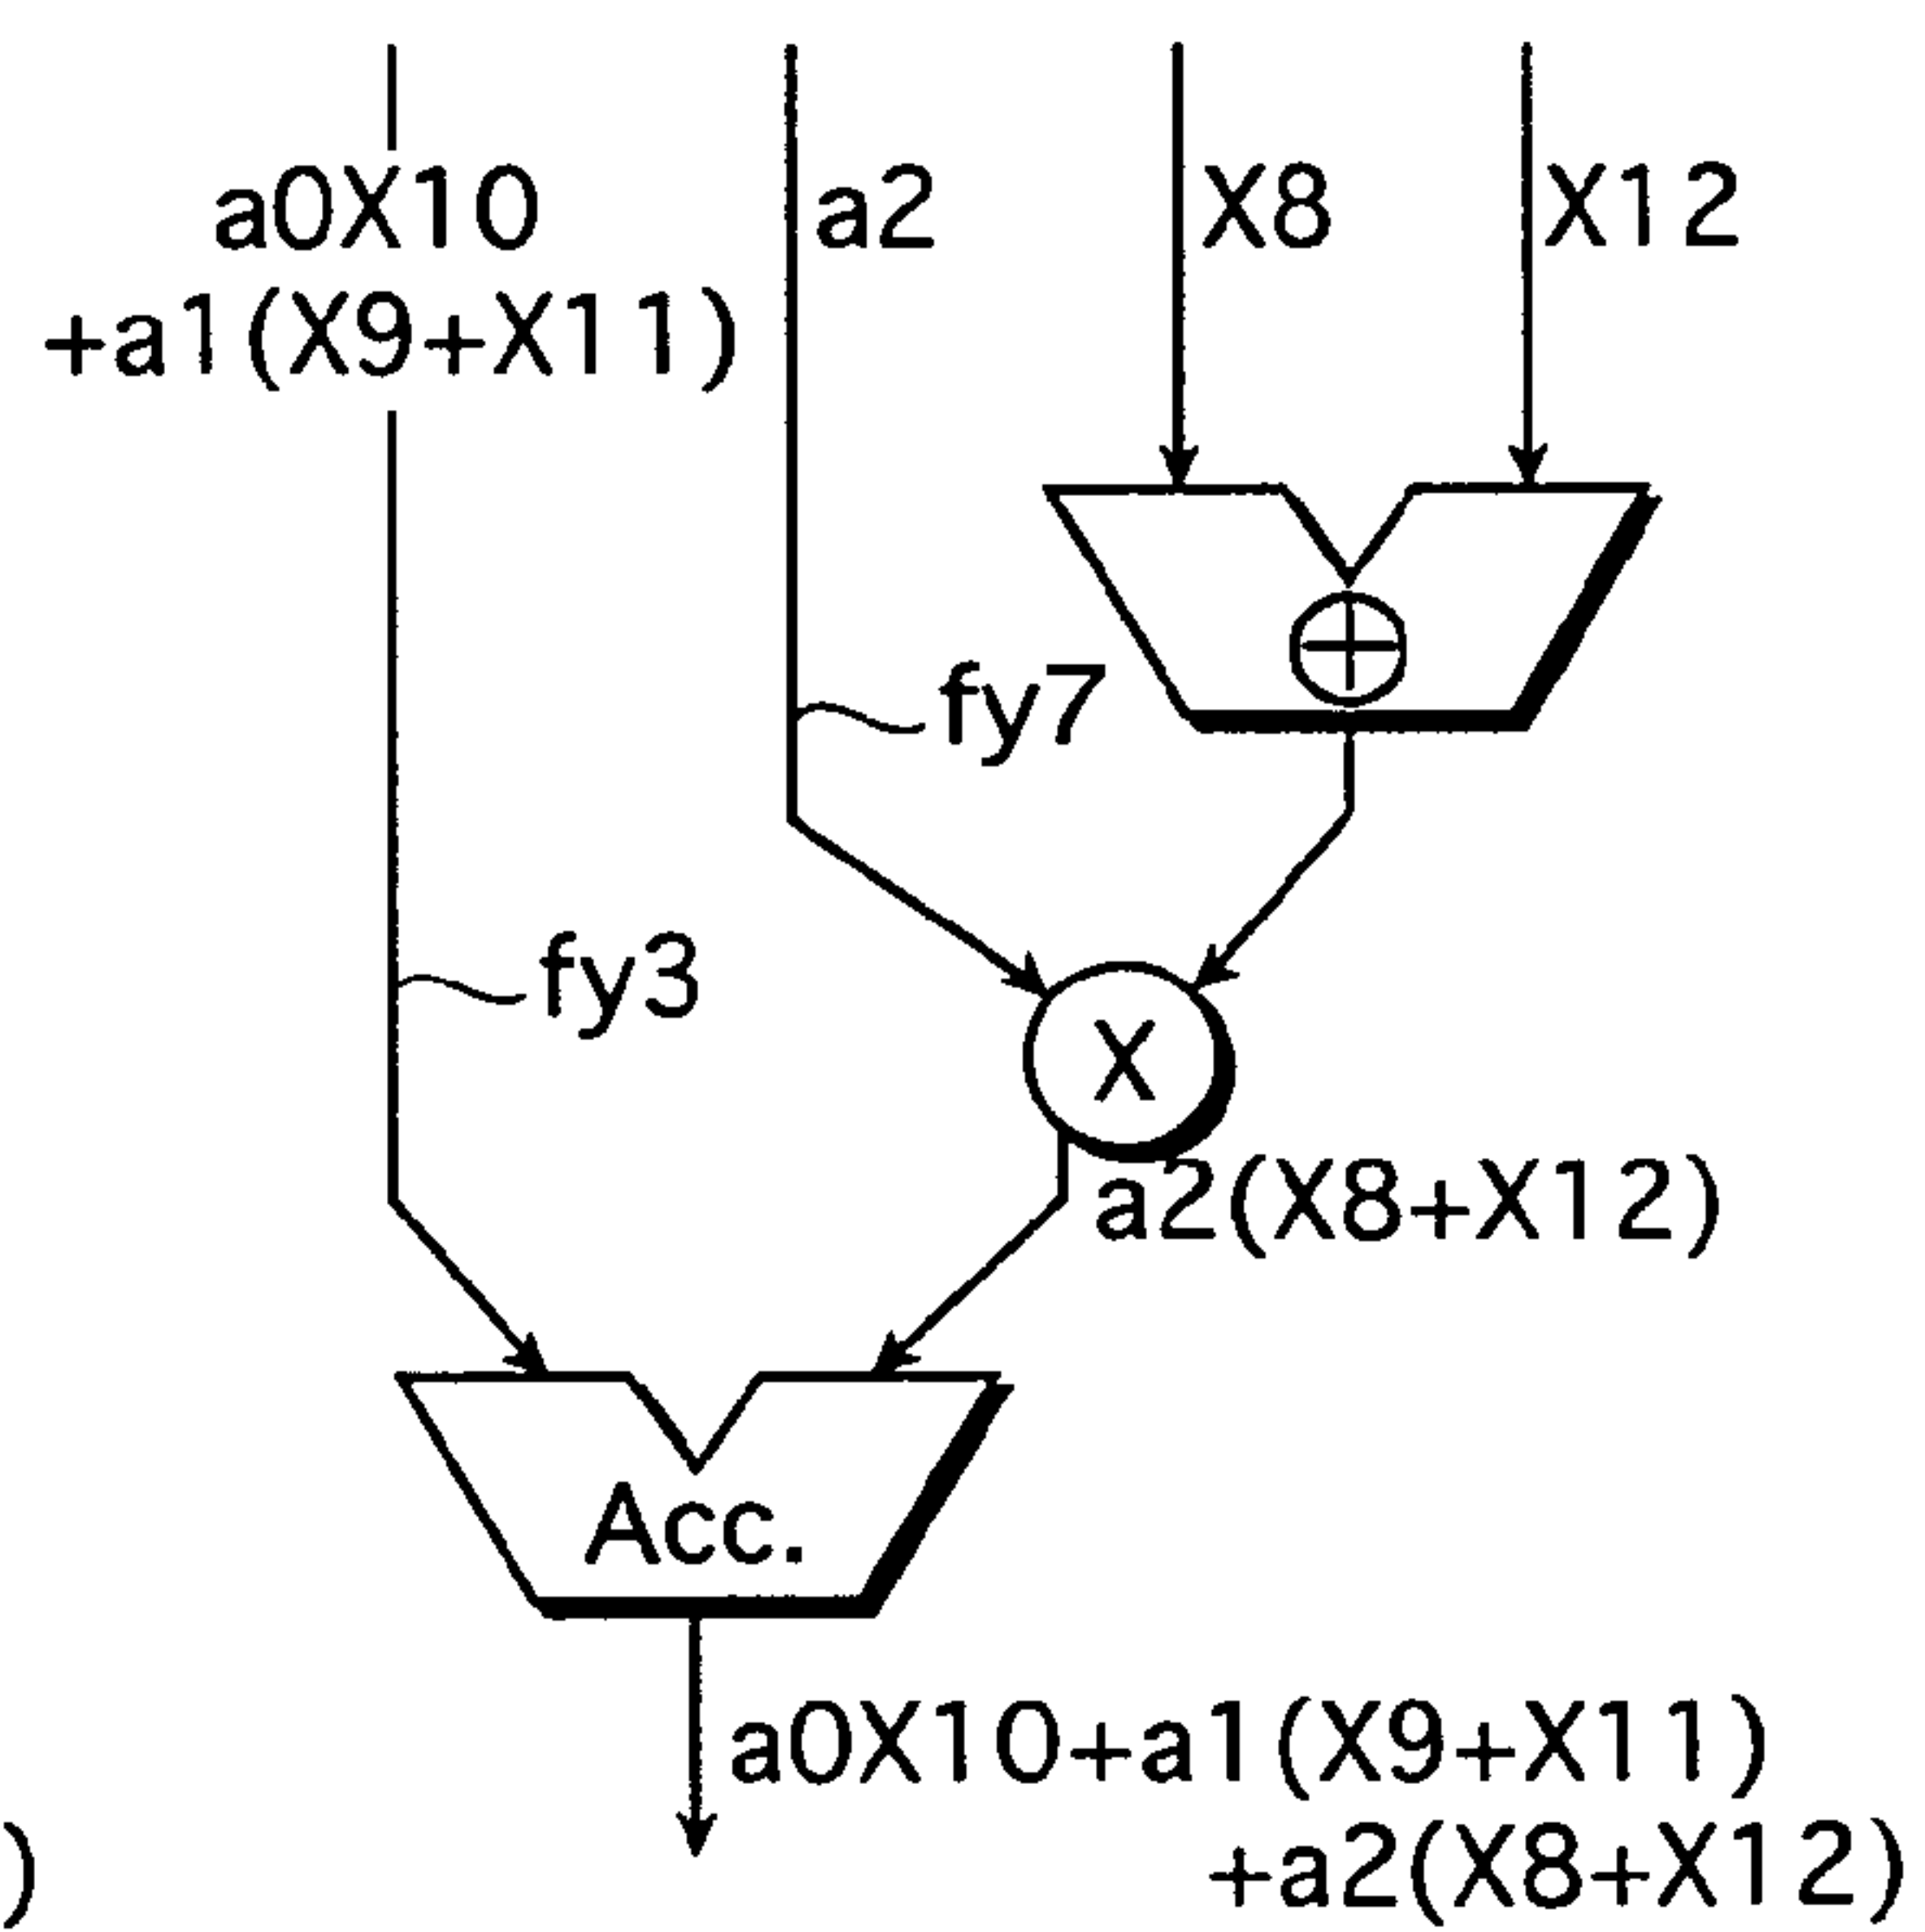 a0X10
+a1(X9+X11)
a2
X8
X12
fy7
fy3
X
a2(X8+X12)
Acc.
a0X10+a1(X9+X11)
+a2(X8+X12)
)